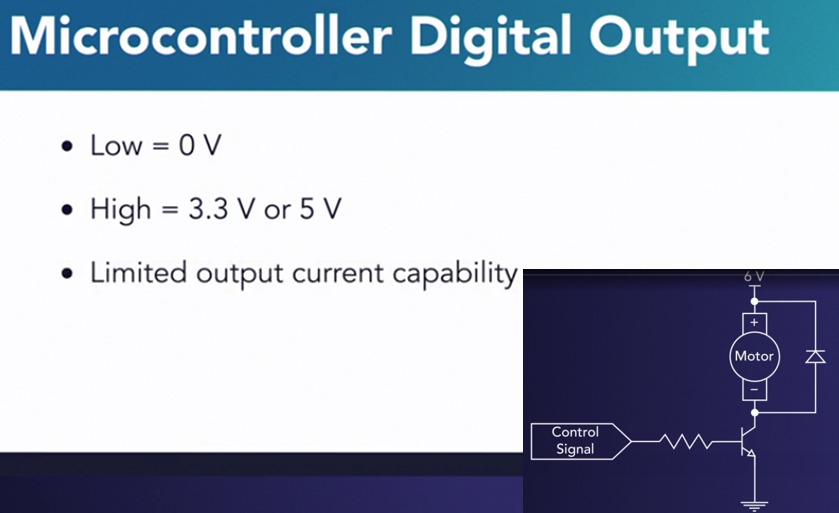 Microcontroller Digital Output
• Low = 0 V
• High = 3.3 V or 5 V
• Limited output current capability
6 V
+
Motor
−
Control
Signal